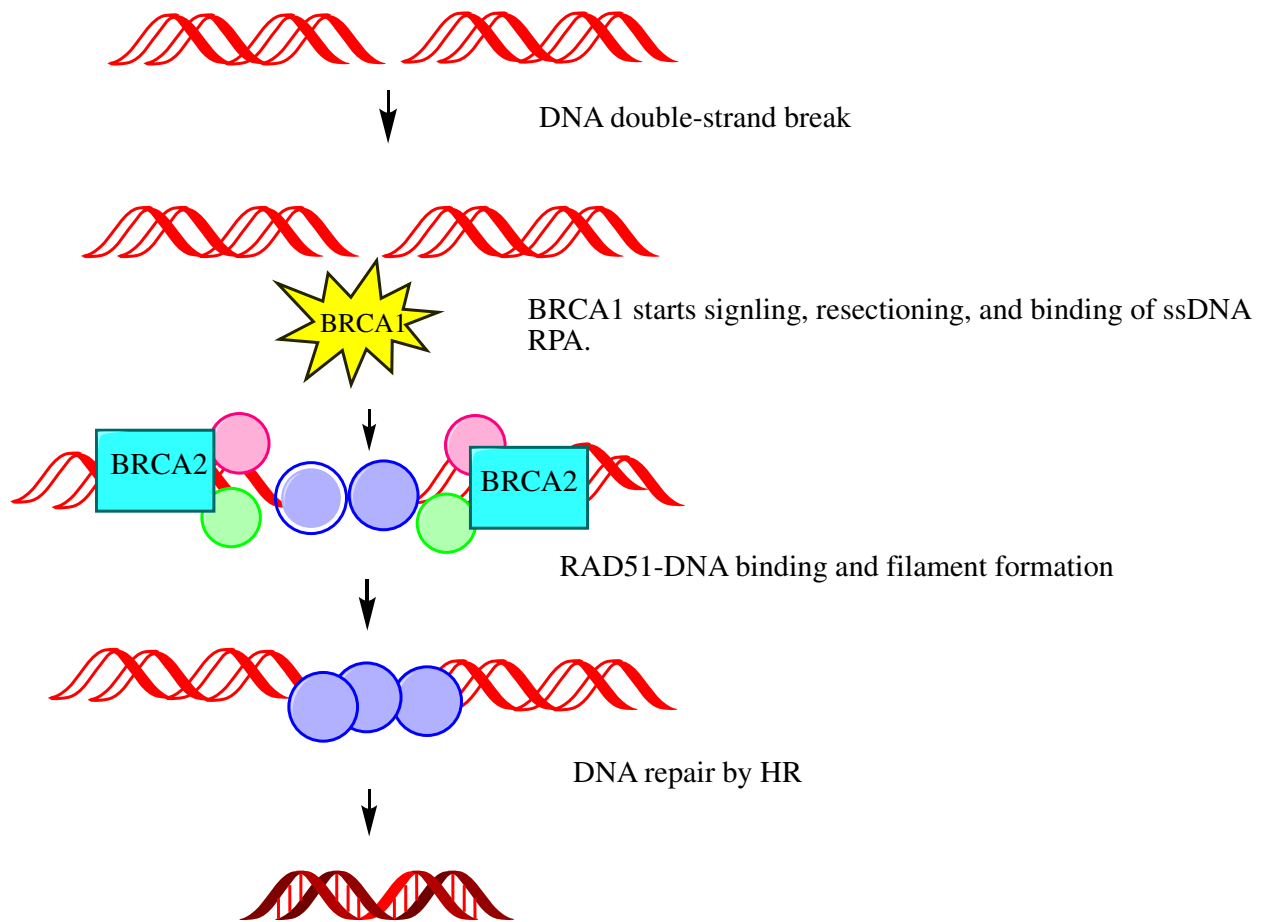 DNA double-strand break
BRCA1 starts signling, resectioning, and binding of ssDNA
RPA.
BRCA1
BRCA2
BRCA2
RAD51-DNA binding and filament formation
DNA repair by HR